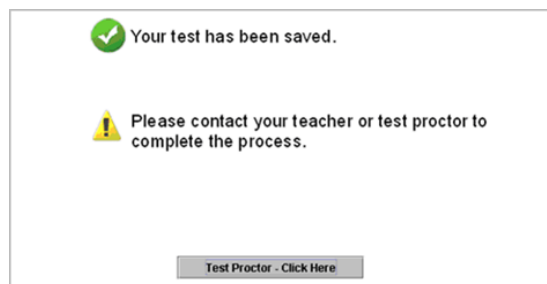 Your test has been saved.
Please contact your teacher or test proctor to
complete the process.
Test Proctor - Click Here